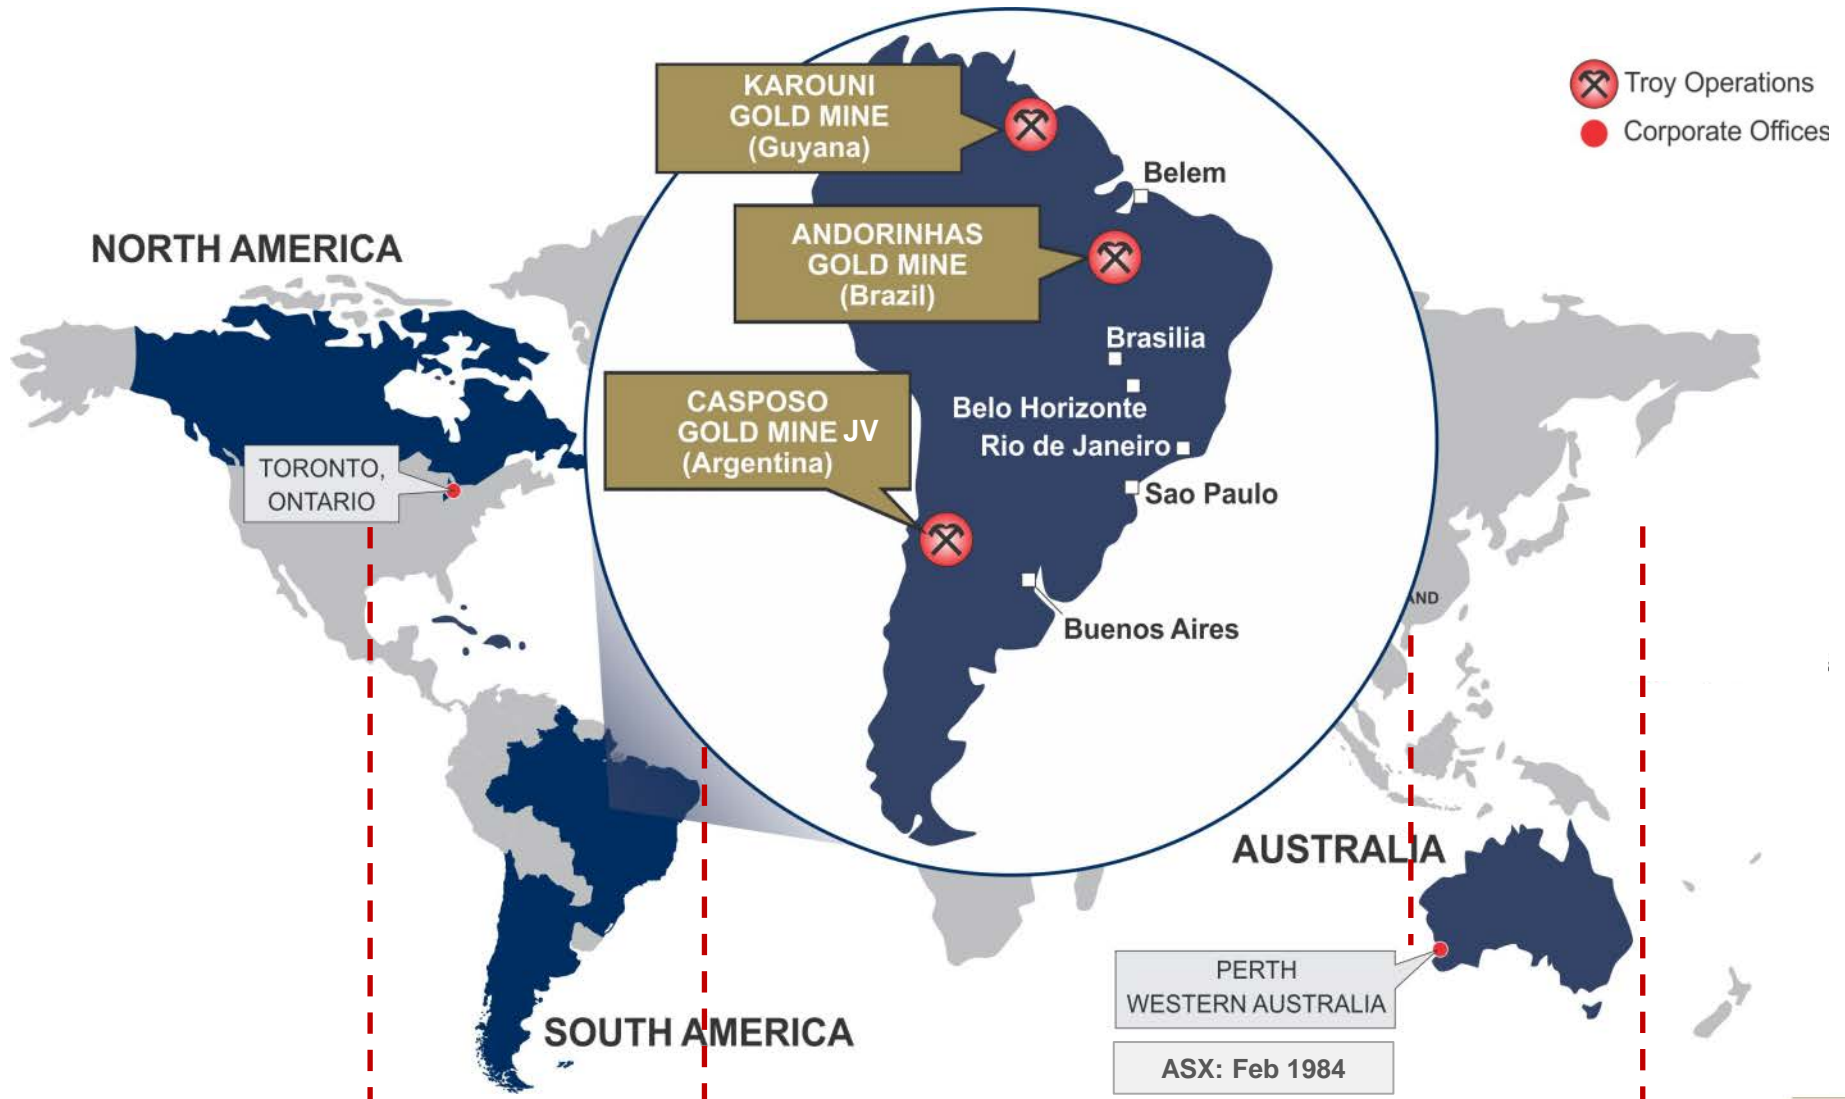 KAROUNI
GOLD MINE
(Guyana)
Troy Operations
Corporate Offices
Belem
NORTH AMERICA
ANDORINHAS
GOLD MINE
(Brazil)
Brasilia
CASPOSO
GOLD MINE JV
(Argentina)
Belo Horizonte
Rio de Janeiro
TORONTO,
ONTARIO
Sao Paulo
AND
Buenos Aires
AUSTRALIA
PERTH
WESTERN AUSTRALIA
SOUTH AMERICA
ASX: Feb 1984